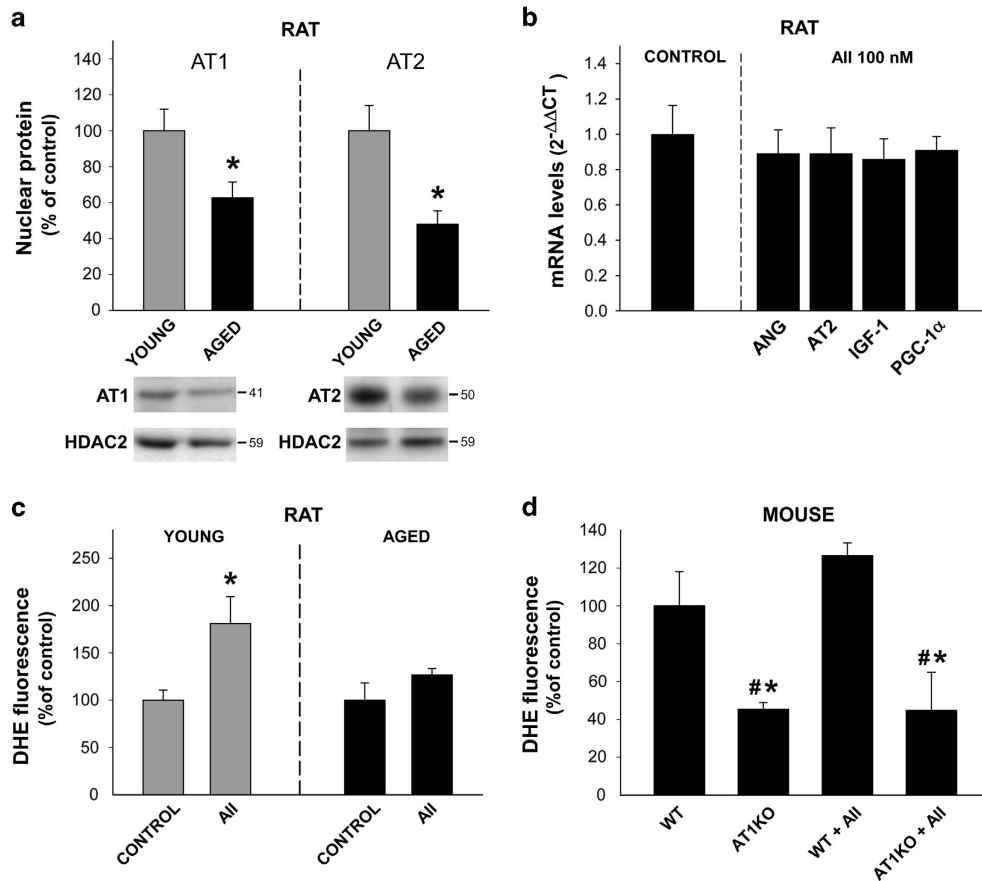 a
RAT
AT1
AT2
Nuclear protein
(% of control)
140
120
100
80
60
40
20
0
*
*
YOUNG
AGED
YOUNG
AGED
AT1
41
HDAC2
59
AT2
50
HDAC2
59
b
RAT
CONTROL
AII 100 nM
mRNA levels (2^-ΔΔCT)
1.4
1.2
1.0
0.8
0.6
0.4
0.2
0.0
ANG
AT2
IGF-1
PGC-1α
c
RAT
YOUNG
AGED
DHE fluorescence
(%of control)
250
200
150
100
50
0
*
CONTROL
AII
CONTROL
AII
d
MOUSE
DHE fluorescence
(%of control)
140
120
100
80
60
40
20
0
#*
#*
WT
AT1KO
WT + AII
AT1KO + AII